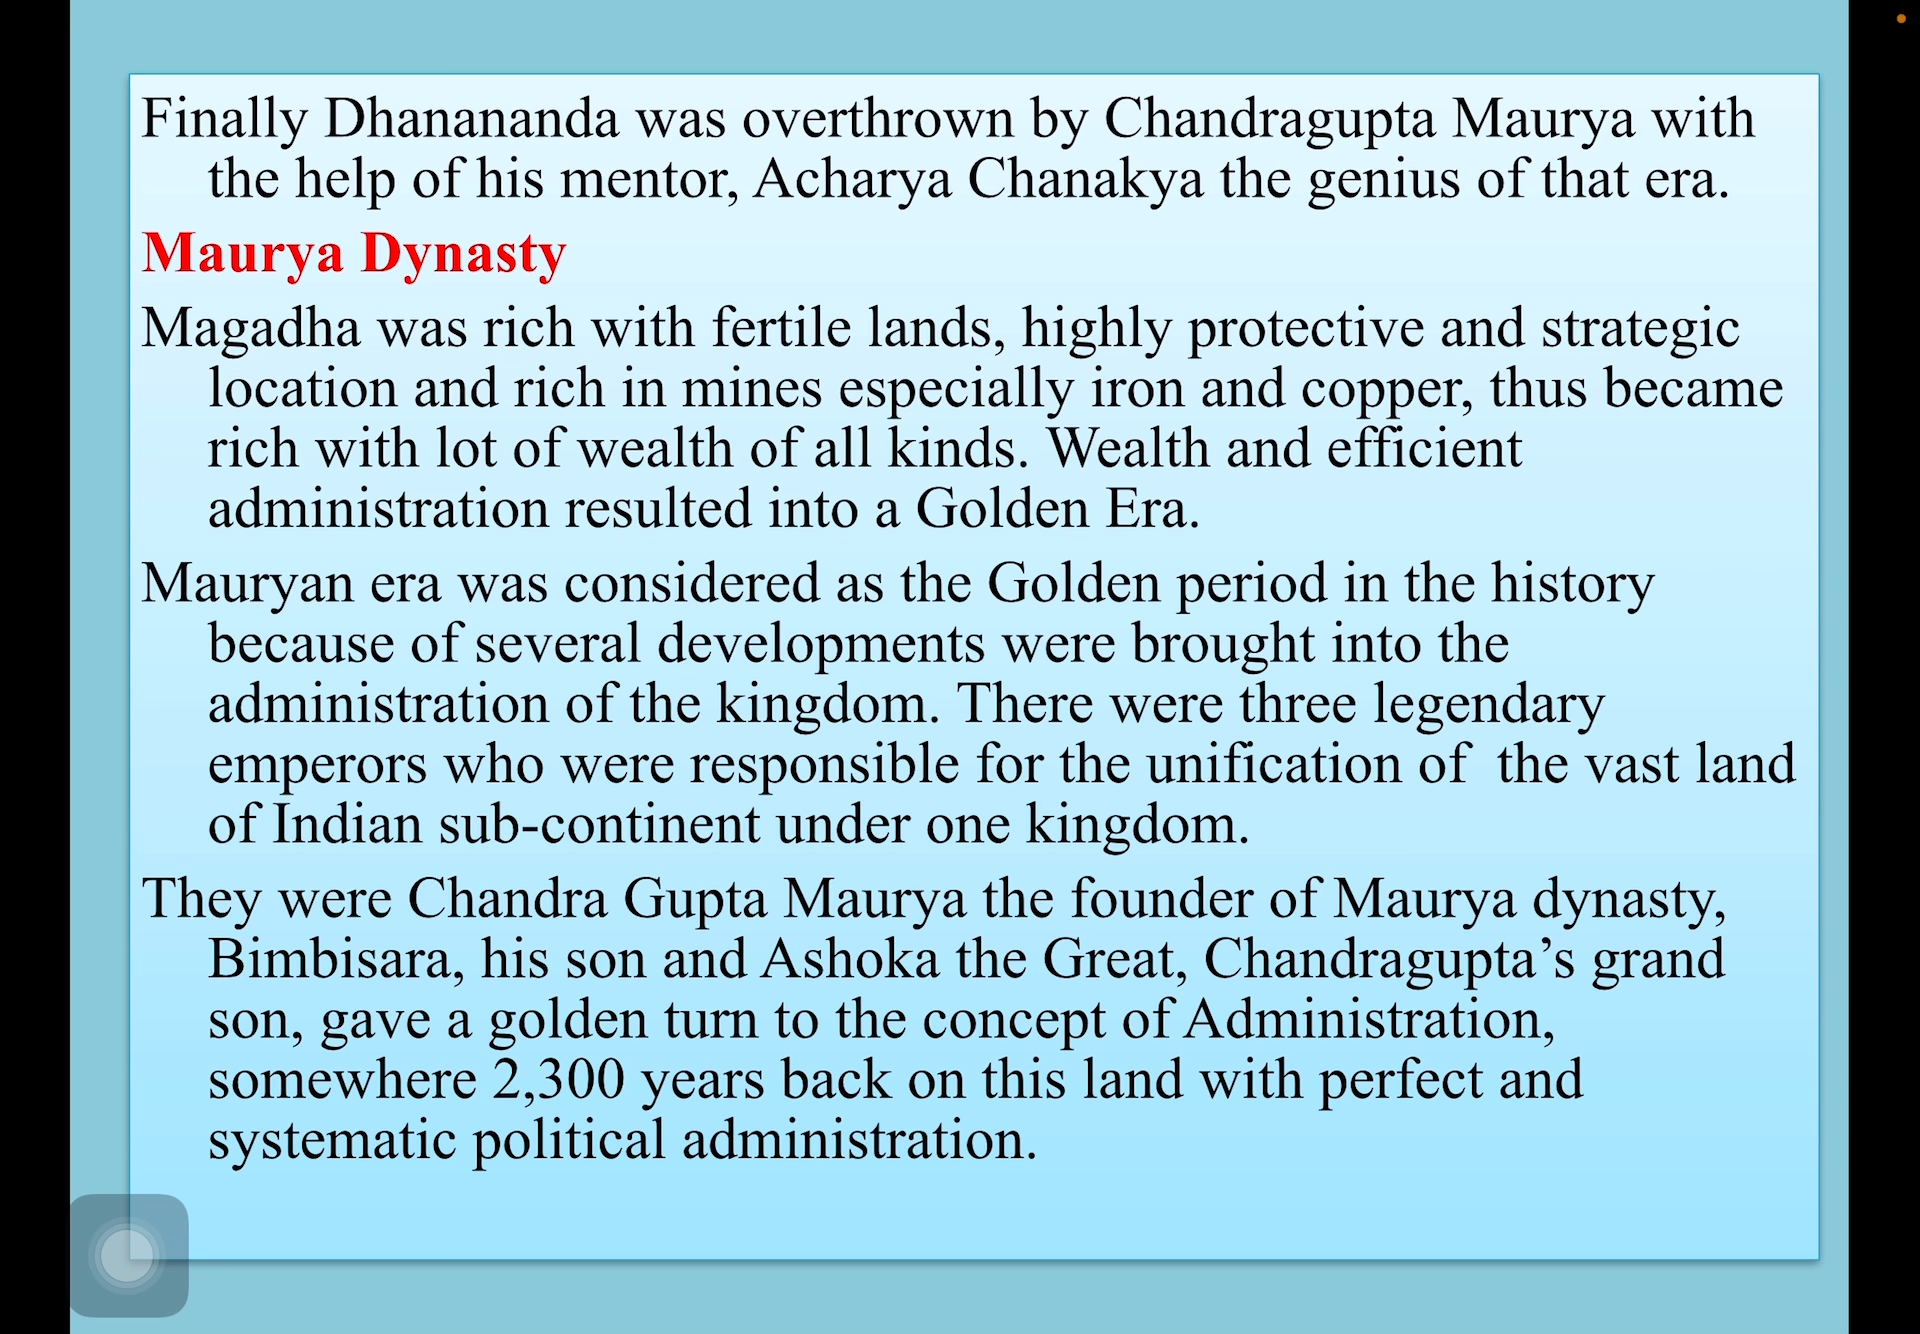 Finally Dhanananda was overthrown by Chandragupta Maurya with
the help of his mentor, Acharya Chanakya the genius of that era.
Maurya Dynasty
Magadha was rich with fertile lands, highly protective and strategic
location and rich in mines especially iron and copper, thus became
rich with lot of wealth of all kinds. Wealth and efficient
administration resulted into a Golden Era.
Mauryan era was considered as the Golden period in the history
because of several developments were brought into the
administration of the kingdom. There were three legendary
emperors who were responsible for the unification of  the vast land
of Indian sub-continent under one kingdom.
They were Chandra Gupta Maurya the founder of Maurya dynasty,
Bimbisara, his son and Ashoka the Great, Chandragupta’s grand
son, gave a golden turn to the concept of Administration,
somewhere 2,300 years back on this land with perfect and
systematic political administration.